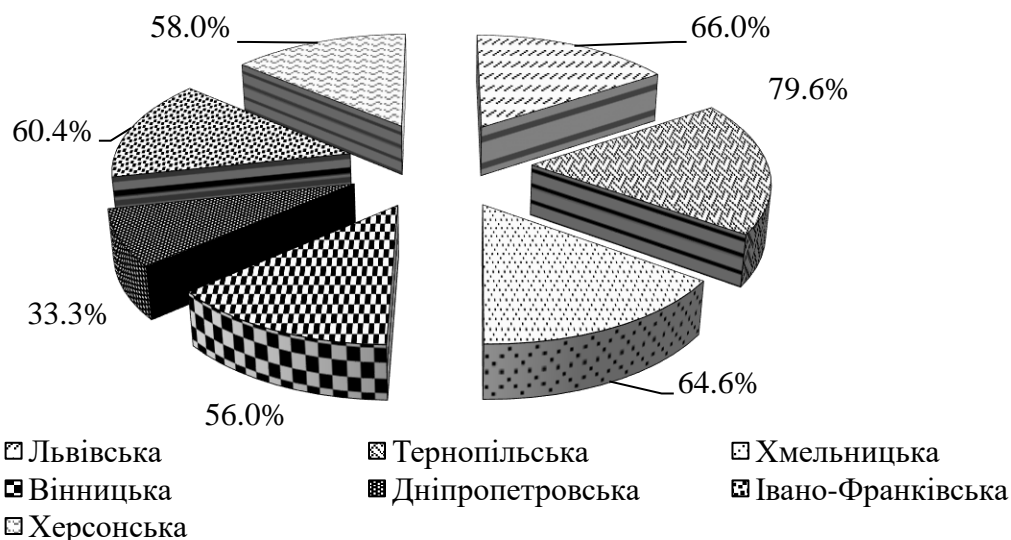 58.0%
66.0%
79.6%
60.4%
33.3%
64.6%
56.0%
Львівська
Тернопільська
Хмельницька
Вінницька
Дніпропетровська
Івано-Франківська
Херсонська